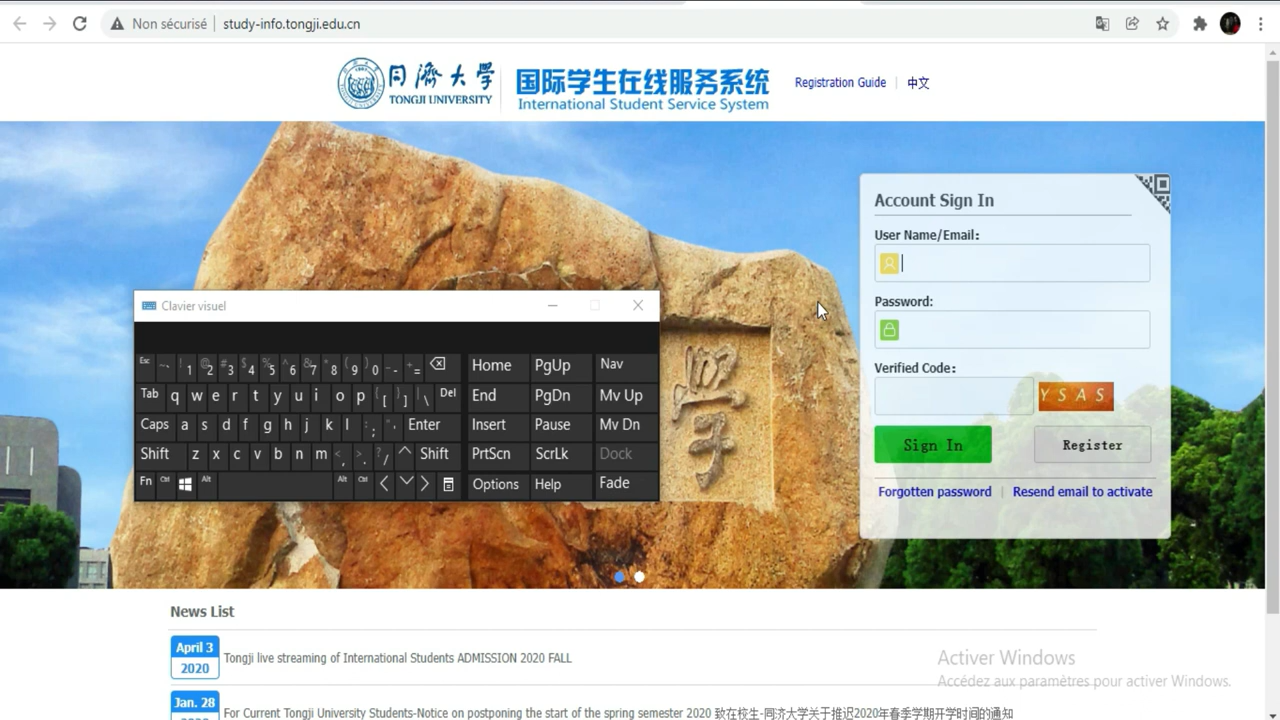 Non sécurisé | study-info.tongji.edu.cn
同濟大学 国际学生在线服务系统 Registration Guide | 中文
TONGJI UNIVERSITY International Student Service System
Account Sign In
User Name/Email:
Password:
Verified Code:
YSAS
Sign In Register
Forgotten password | Resend email to activate
Clavier visuel
Esc ~` !1 @2 #3 $4 %5 ^6 &7 *8 (9 )0 _- += Home PgUp Nav
Tab q w e r t y u i o p {[ }] |\ Del End PgDn Mv Up
Caps a s d f g h j k l :; "' Enter Insert Pause Mv Dn
Shift z x c v b n m <, >. ?/ Shift PrtScn ScrLk Dock
Fn Ctrl Alt Alt Ctrl Options Help Fade
学
News List
April 3
2020
Tongji live streaming of International Students ADMISSION 2020 FALL
Jan. 28
For Current Tongji University Students-Notice on postponing the start of the spring semester 2020 致在校生-同济大学关于推迟2020年春季学期开学时间的通知
Activer Windows
Accédez aux paramètres pour activer Windows.